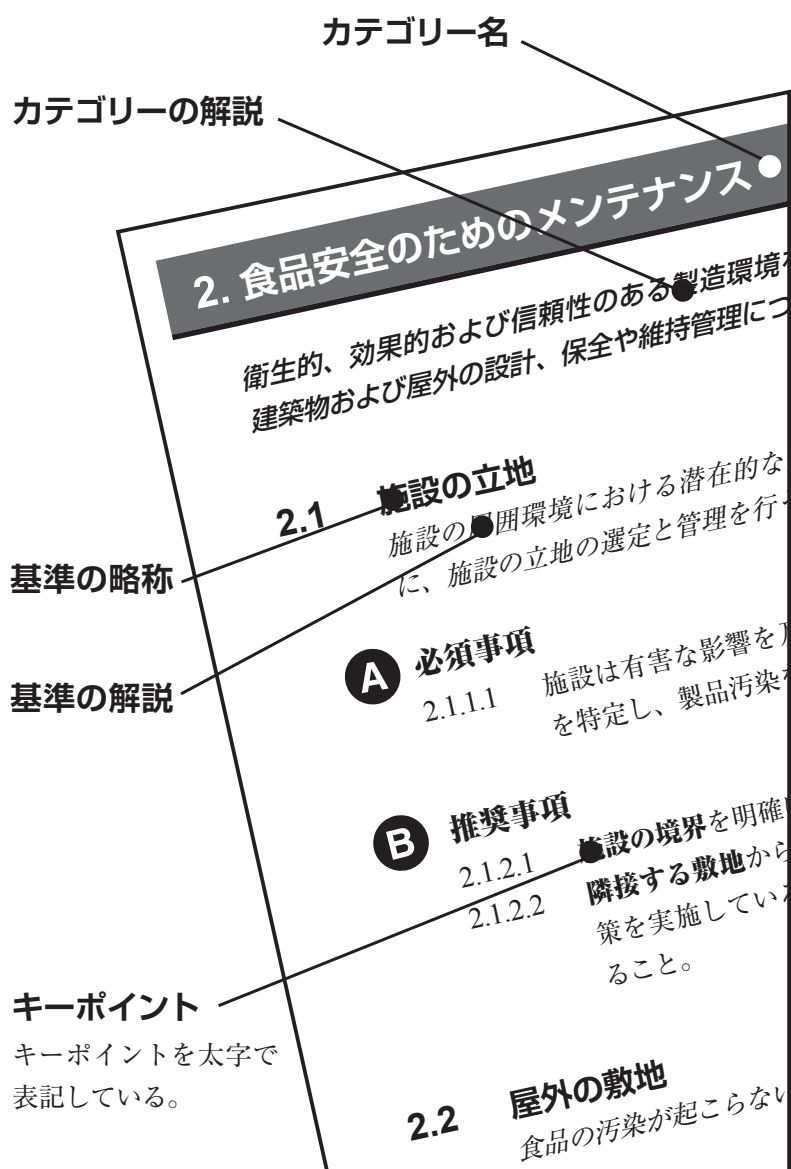 カテゴリー名
カテゴリーの解説
2. 食品安全のためのメンテナンス
衛生的、効果的および信頼性のある製造環境
建築物および屋外の設計、保全や維持管理につ
2.1 施設の立地
施設の周囲環境における潜在的な
に、施設の立地の選定と管理を行
基準の略称
基準の解説
A 必須事項
2.1.1.1 施設は有害な影響を
を特定し、製品汚染
B 推奨事項
2.1.2.1 施設の境界を明確
2.1.2.2 隣接する敷地から
策を実施してい
ること。
キーポイント
キーポイントを太字で
表記している。
2.2 屋外の敷地
食品の汚染が起こらない